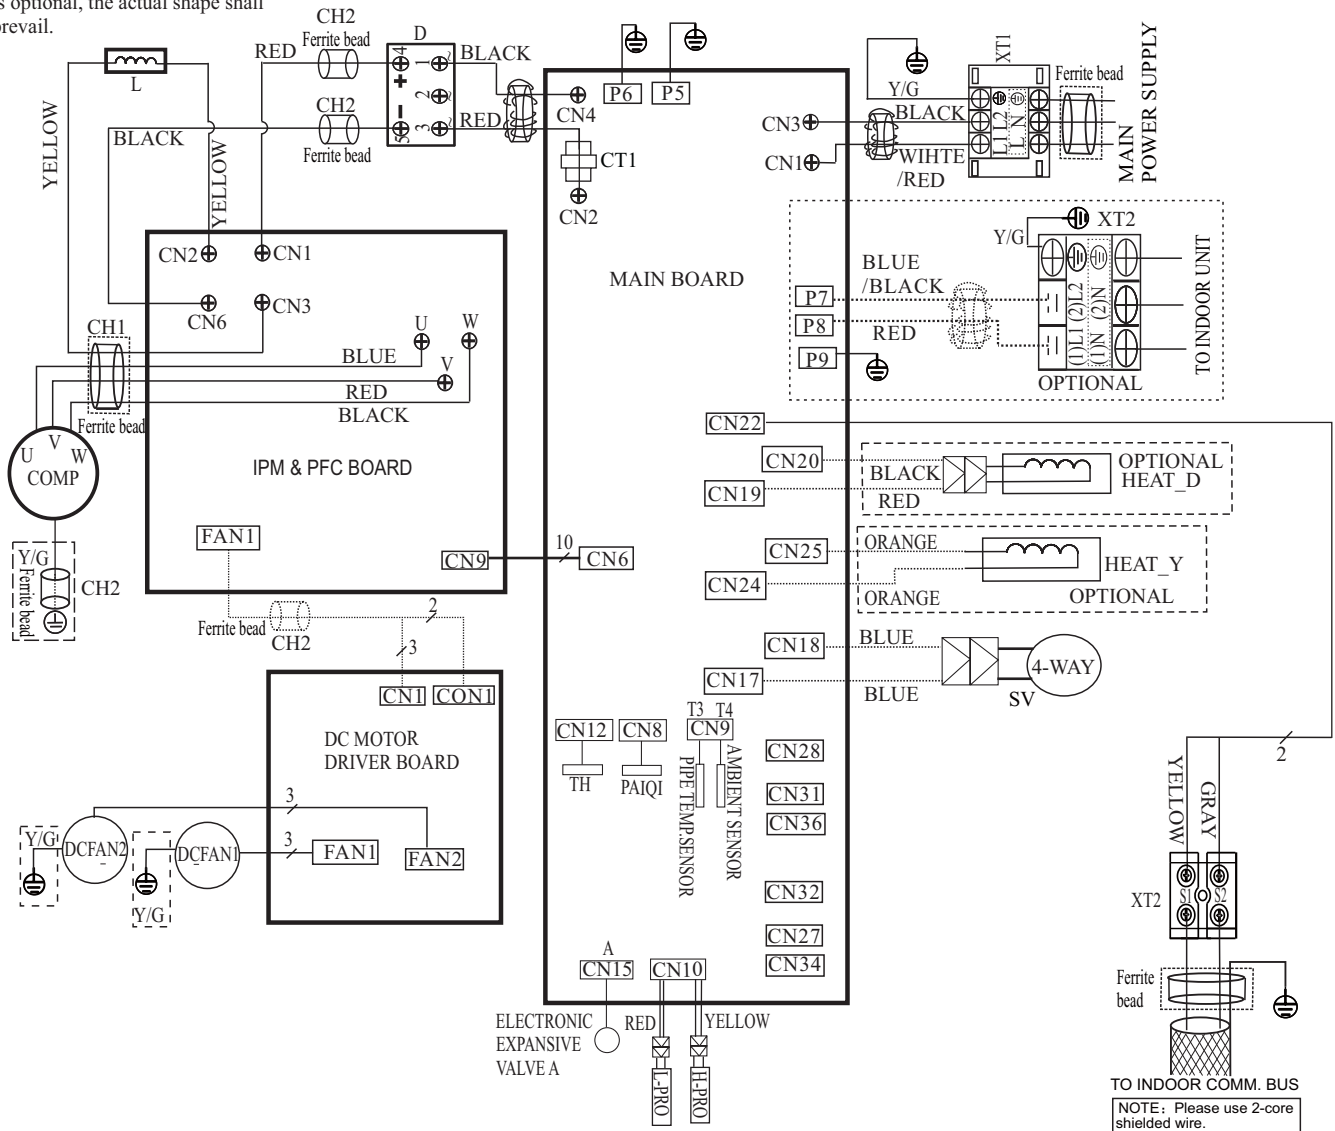 s optional, the actual shape shall
prevail.
CH2
Ferrite bead
D
RED
BLACK
4
1
+
2
−
3
5
L
YELLOW
BLACK
YELLOW
CH2
Ferrite bead
RED
CN4
CT1
CN2
P6
P5
XT1
Ferrite bead
Y/G
BLACK
CN3
CN1
WIHTE
/RED
L1 L2
L N
MAIN
POWER SUPPLY
XT2
Y/G
BLUE
/BLACK
P7
P8
RED
P9
(1)L1 (2)L2
(1)N (2)N
OPTIONAL
TO INDOOR UNIT
MAIN BOARD
CN2
CN1
CN6
CN3
CH1
U
W
V
BLUE
RED
BLACK
Ferrite bead
U
V
W
COMP
IPM & PFC BOARD
Y/G
Ferrite bead
CH2
FAN1
CN9
10
CN6
Ferrite bead
CH2
2
3
CN22
CN20
BLACK
CN19
RED
OPTIONAL
HEAT_D
CN25
ORANGE
HEAT_Y
CN24
ORANGE
OPTIONAL
CN18
BLUE
CN17
BLUE
4-WAY
SV
CN1
CON1
DC MOTOR
DRIVER BOARD
3
3
FAN1
FAN2
Y/G
DCFAN2
DCFAN1
Y/G
CN12
TH
CN8
PAIQI
T3 T4
CN9
PIPE TEMP.SENSOR
AMBIENT SENSOR
CN28
CN31
CN36
CN32
CN27
CN34
A
CN15
CN10
ELECTRONIC
EXPANSIVE
VALVE A
RED
YELLOW
L-PRO
H-PRO
2
YELLOW
GRAY
XT2
S1
S2
Ferrite
bead
TO INDOOR COMM. BUS
NOTE：Please use 2-core
shielded wire.